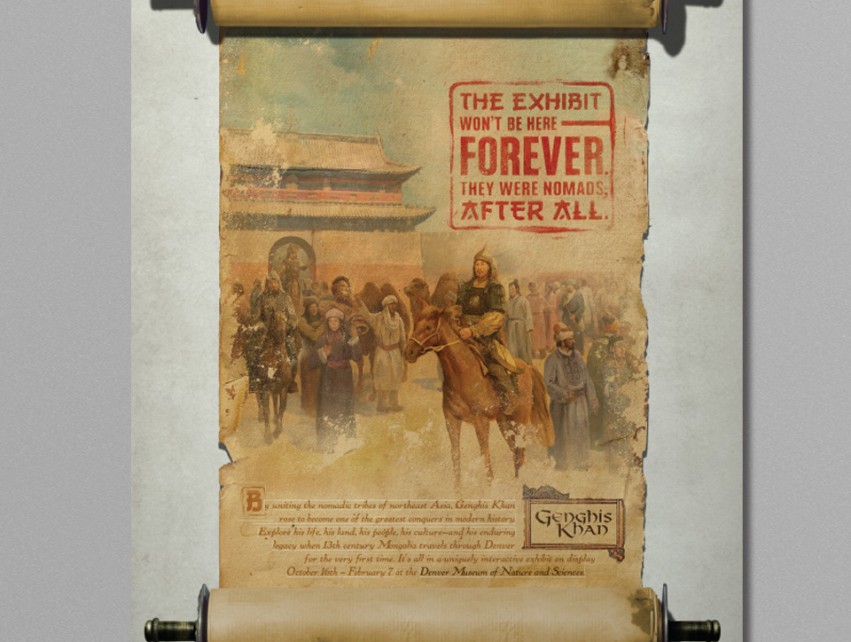 THE EXHIBIT
WON'T BE HERE
FOREVER.
THEY WERE NOMADS,
AFTER ALL.
By uniting the nomadic tribes of northeast Asia, Genghis Khan
rose to become one of the greatest conquers in modern history.
Explore his life, his land, his people, his culture–and his enduring
legacy when 13th century Mongolia travels through Denver
for the very first time. It's all in a uniquely interactive exhibit on display
October 16th – February 7 at the Denver Museum of Nature and Sciences.
GENGHIS
KHAN